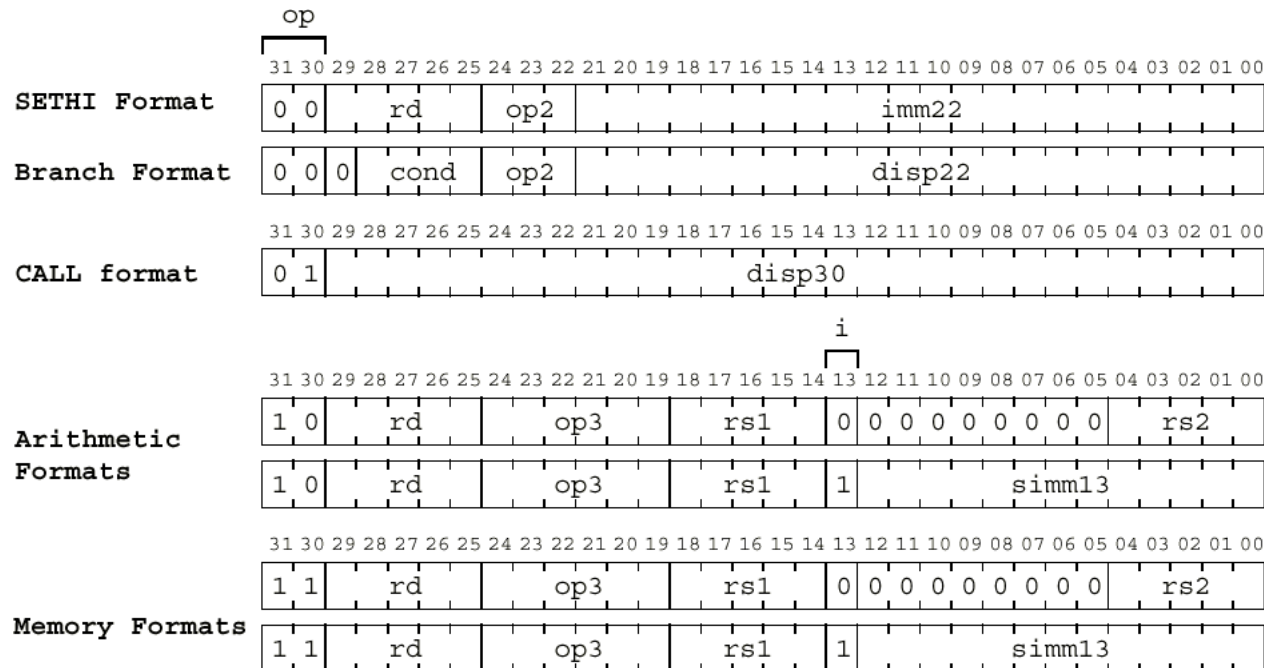 op
31 30 29 28 27 26 25 24 23 22 21 20 19 18 17 16 15 14 13 12 11 10 09 08 07 06 05 04 03 02 01 00
SETHI Format 0 0 rd op2 imm22
Branch Format 0 0 0 cond op2 disp22
31 30 29 28 27 26 25 24 23 22 21 20 19 18 17 16 15 14 13 12 11 10 09 08 07 06 05 04 03 02 01 00
CALL format 0 1 disp30
i
31 30 29 28 27 26 25 24 23 22 21 20 19 18 17 16 15 14 13 12 11 10 09 08 07 06 05 04 03 02 01 00
Arithmetic
Formats
1 0 rd op3 rs1 0 0 0 0 0 0 0 0 0 rs2
1 0 rd op3 rs1 1 simm13
31 30 29 28 27 26 25 24 23 22 21 20 19 18 17 16 15 14 13 12 11 10 09 08 07 06 05 04 03 02 01 00
Memory Formats
1 1 rd op3 rs1 0 0 0 0 0 0 0 0 0 rs2
1 1 rd op3 rs1 1 simm13